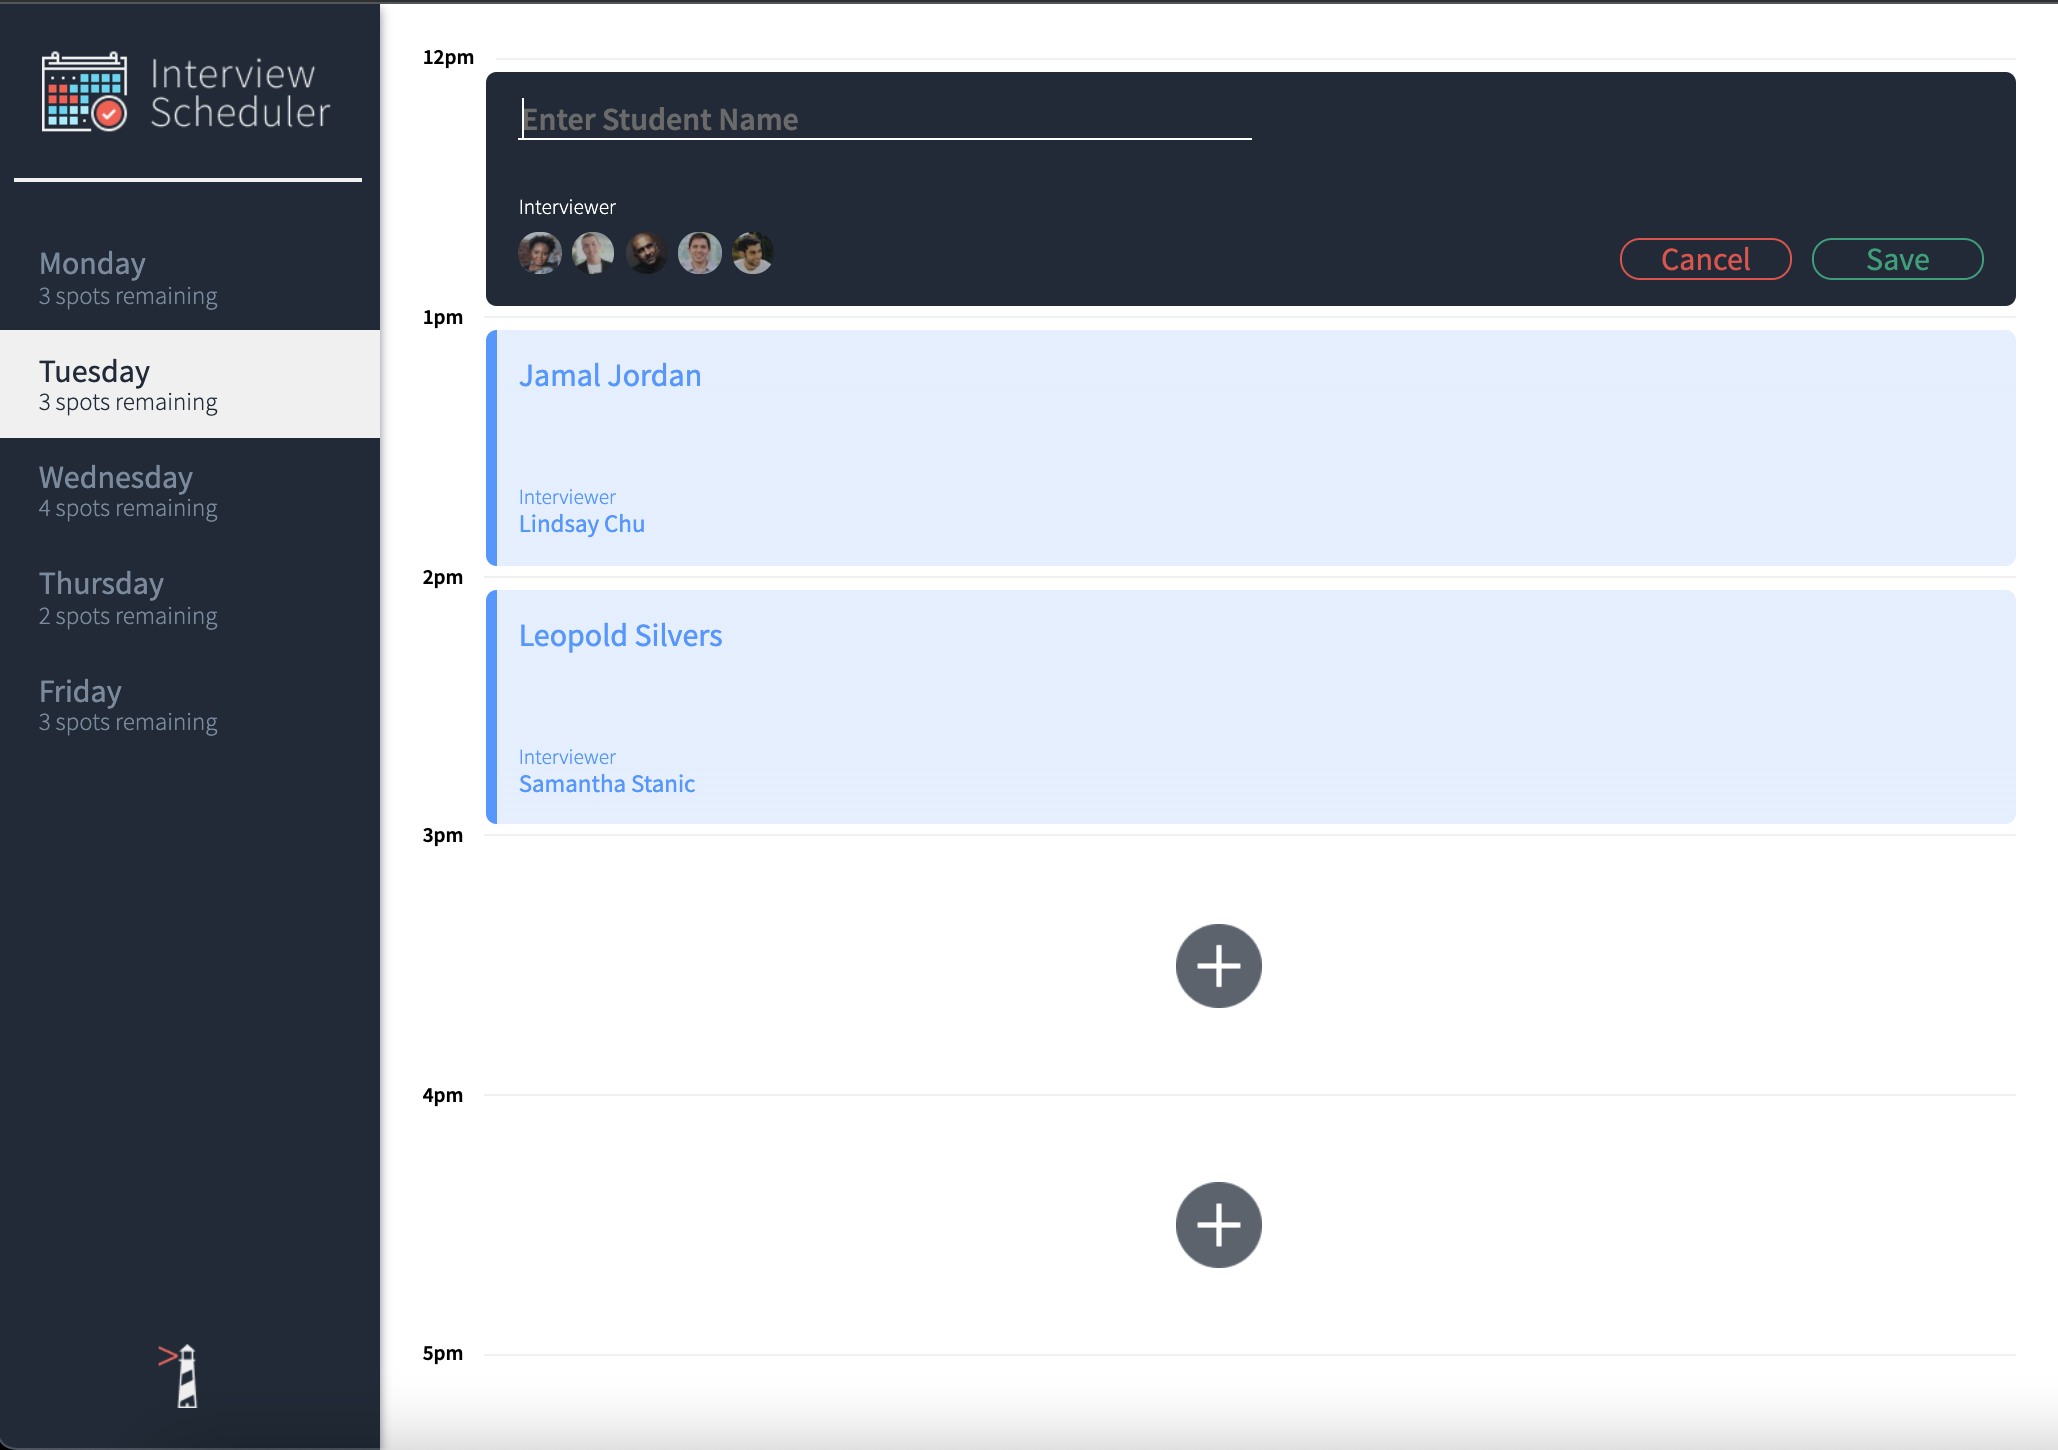 Interview
Scheduler
Monday
3 spots remaining
Tuesday
3 spots remaining
Wednesday
4 spots remaining
Thursday
2 spots remaining
Friday
3 spots remaining
12pm
Enter Student Name
Interviewer
Cancel
Save
1pm
Jamal Jordan
Interviewer
Lindsay Chu
2pm
Leopold Silvers
Interviewer
Samantha Stanic
3pm
4pm
5pm